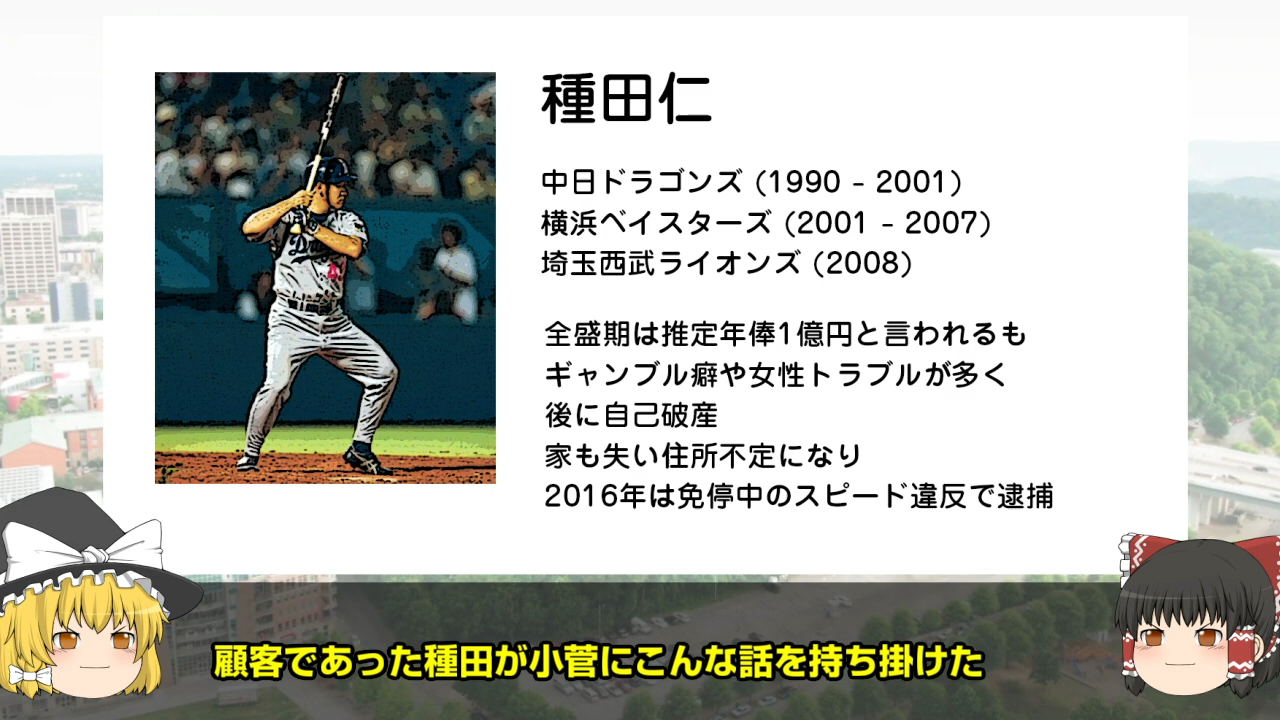 種田仁
中日ドラゴンズ (1990 - 2001)
横浜ベイスターズ (2001 - 2007)
埼玉西武ライオンズ (2008)
全盛期は推定年俸1億円と言われるも
ギャンブル癖や女性トラブルが多く
後に自己破産
家も失い住所不定になり
2016年は免停中のスピード違反で逮捕
顧客であった種田が小菅にこんな話を持ち掛けた